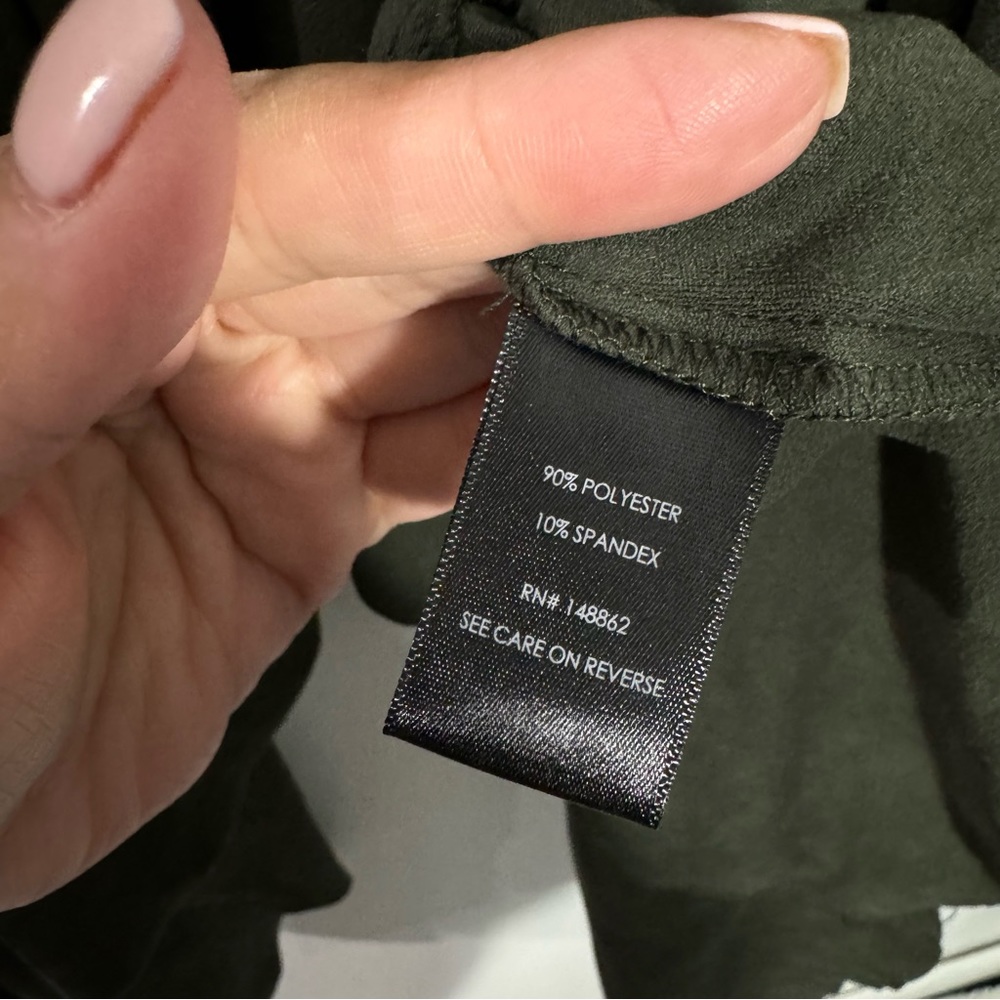 90% POLYESTER
10% SPANDEX
RN# 148862
SEE CARE ON REVERSE